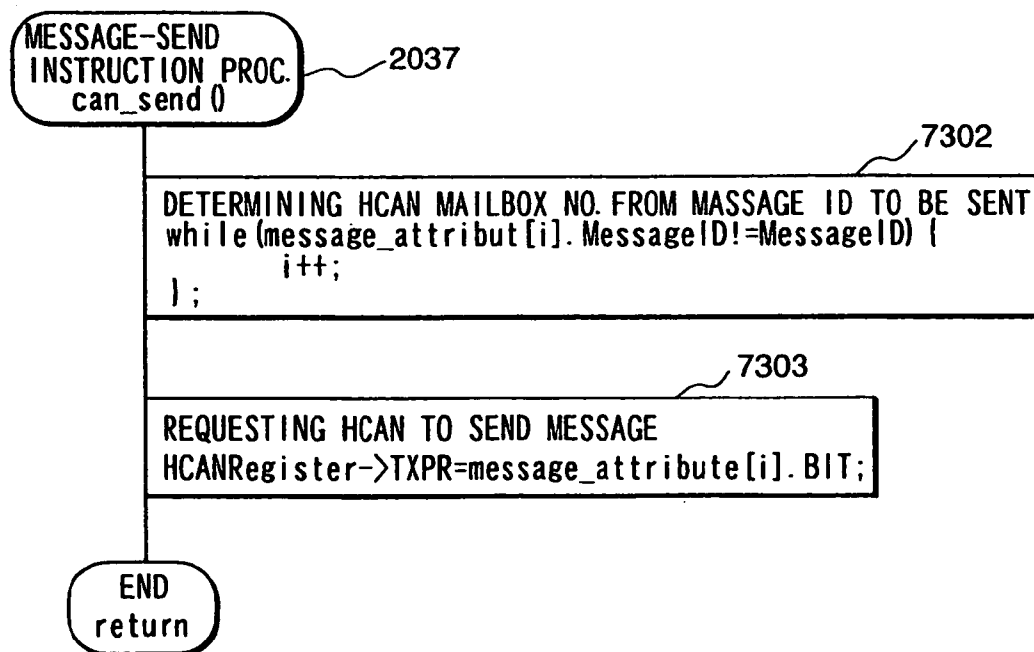 MESSAGE-SEND
INSTRUCTION PROC.
can_send()
2037
7302
DETERMINING HCAN MAILBOX NO. FROM MASSAGE ID TO BE SENT
while(message_attribut[i].MessageID!=MessageID) {
i++;
};
7303
REQUESTING HCAN TO SEND MESSAGE
HCANRegister->TXPR=message_attribute[i].BIT;
END
return